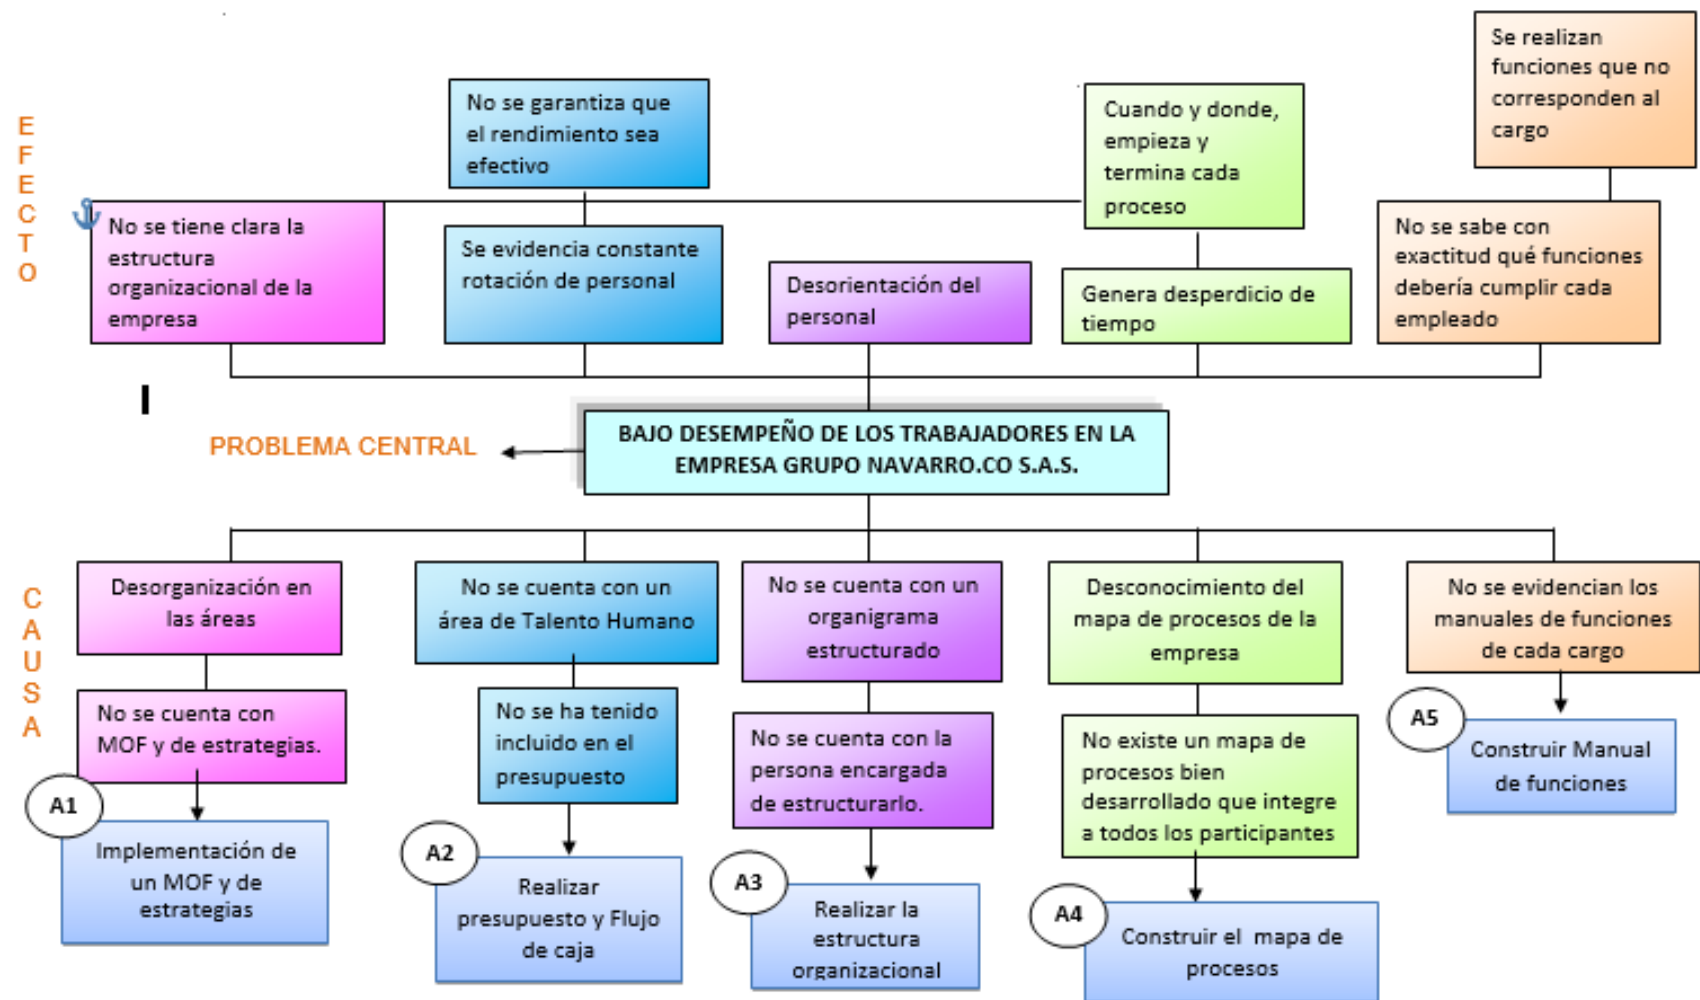 E
F
E
C
T
O
Se realizan
funciones que no
corresponden al
cargo
No se garantiza que
el rendimiento sea
efectivo
Cuando y donde,
empieza y
termina cada
proceso
No se tiene clara la
estructura
organizacional de la
empresa
Se evidencia constante
rotación de personal
Desorientación del
personal
Genera desperdicio de
tiempo
No se sabe con
exactitud qué funciones
debería cumplir cada
empleado
I
PROBLEMA CENTRAL
BAJO DESEMPEÑO DE LOS TRABAJADORES EN LA
EMPRESA GRUPO NAVARRO.CO S.A.S.
C
A
U
S
A
Desorganización en
las áreas
No se cuenta con un
área de Talento Humano
No se cuenta con un
organigrama
estructurado
Desconocimiento del
mapa de procesos de la
empresa
No se evidencian los
manuales de funciones
de cada cargo
No se cuenta con
MOF y de estrategias.
No se ha tenido
incluido en el
presupuesto
No se cuenta con la
persona encargada
de estructurarlo.
No existe un mapa de
procesos bien
desarrollado que integre
a todos los participantes
A5
Construir Manual
de funciones
A1
Implementación de
un MOF y de
estrategias
A2
Realizar
presupuesto y Flujo
de caja
A3
Realizar la
estructura
organizacional
A4
Construir el mapa de
procesos